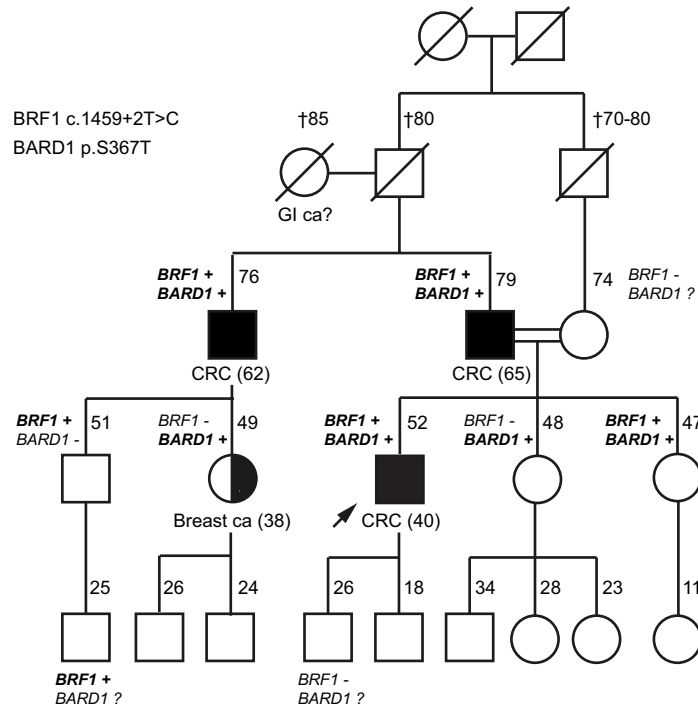 BRF1 c.1459+2T>C
BARD1 p.S367T
†85
†80
†70-80
GI ca?
BRF1 +
BARD1 +
76
BRF1 +
BARD1 +
79
74
BRF1 -
BARD1 ?
CRC (62)
CRC (65)
BRF1 +
BARD1 -
51
BRF1 -
BARD1 +
49
BRF1 +
BARD1 +
52
BRF1 -
BARD1 +
48
BRF1 +
BARD1 +
47
Breast ca (38)
CRC (40)
25
26
24
26
18
34
28
23
11
BRF1 +
BARD1 ?
BRF1 -
BARD1 ?